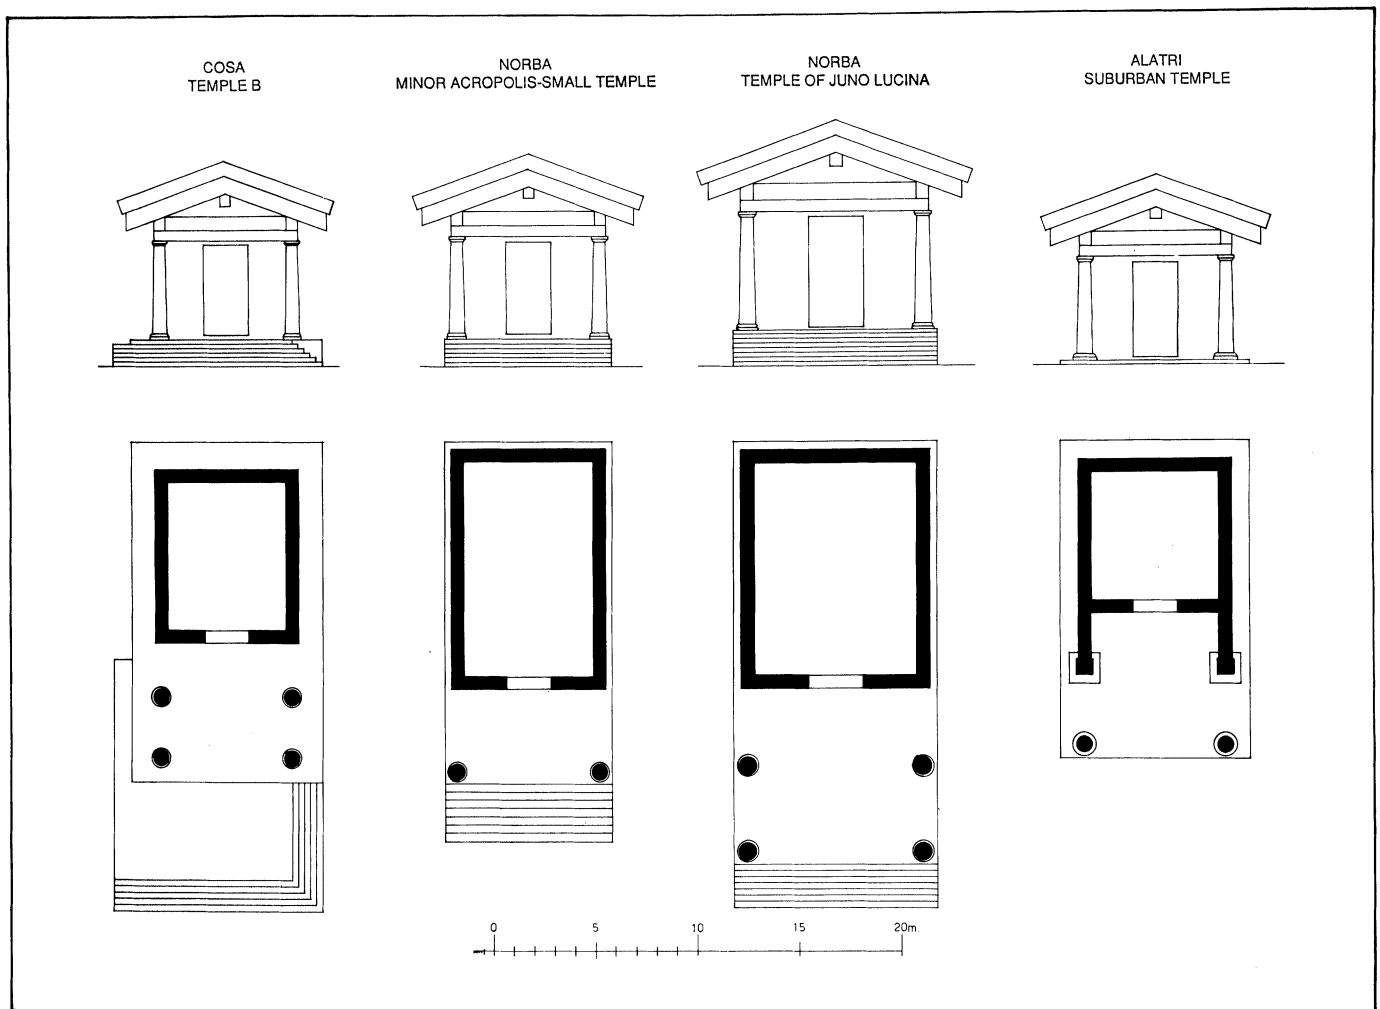 COSA
TEMPLE B
NORBA
MINOR ACROPOLIS-SMALL TEMPLE
NORBA
TEMPLE OF JUNO LUCINA
ALATRI
SUBURBAN TEMPLE
0 5 10 15 20m.